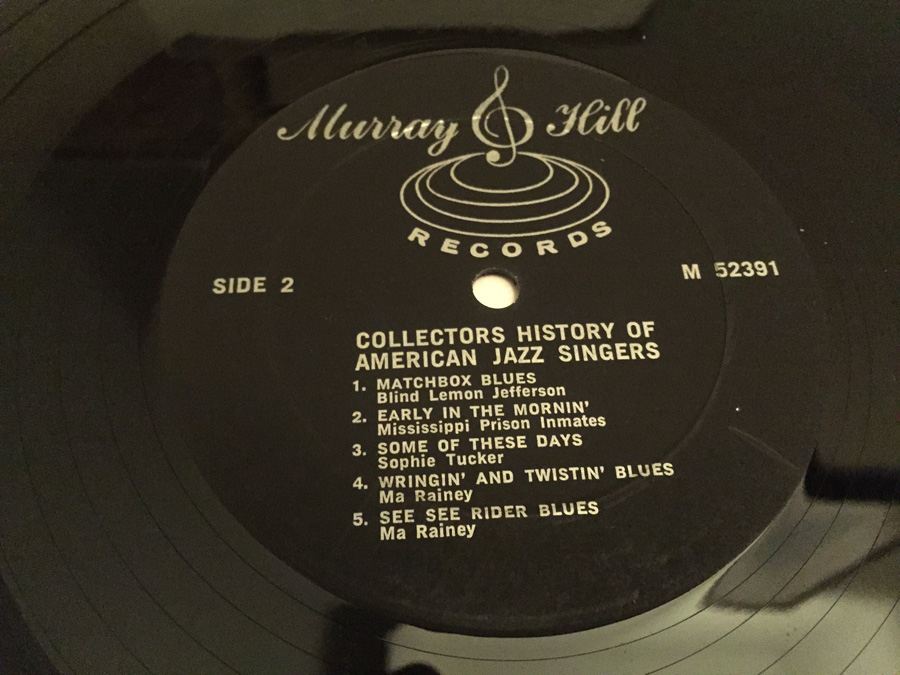 Murray Hill
RECORDS
SIDE 2
M 52391
COLLECTORS HISTORY OF
AMERICAN JAZZ SINGERS
1. MATCHBOX BLUES
Blind Lemon Jefferson
2. EARLY IN THE MORNIN'
Mississippi Prison Inmates
3. SOME OF THESE DAYS
Sophie Tucker
4. WRINGIN' AND TWISTIN' BLUES
Ma Rainey
5. SEE SEE RIDER BLUES
Ma Rainey